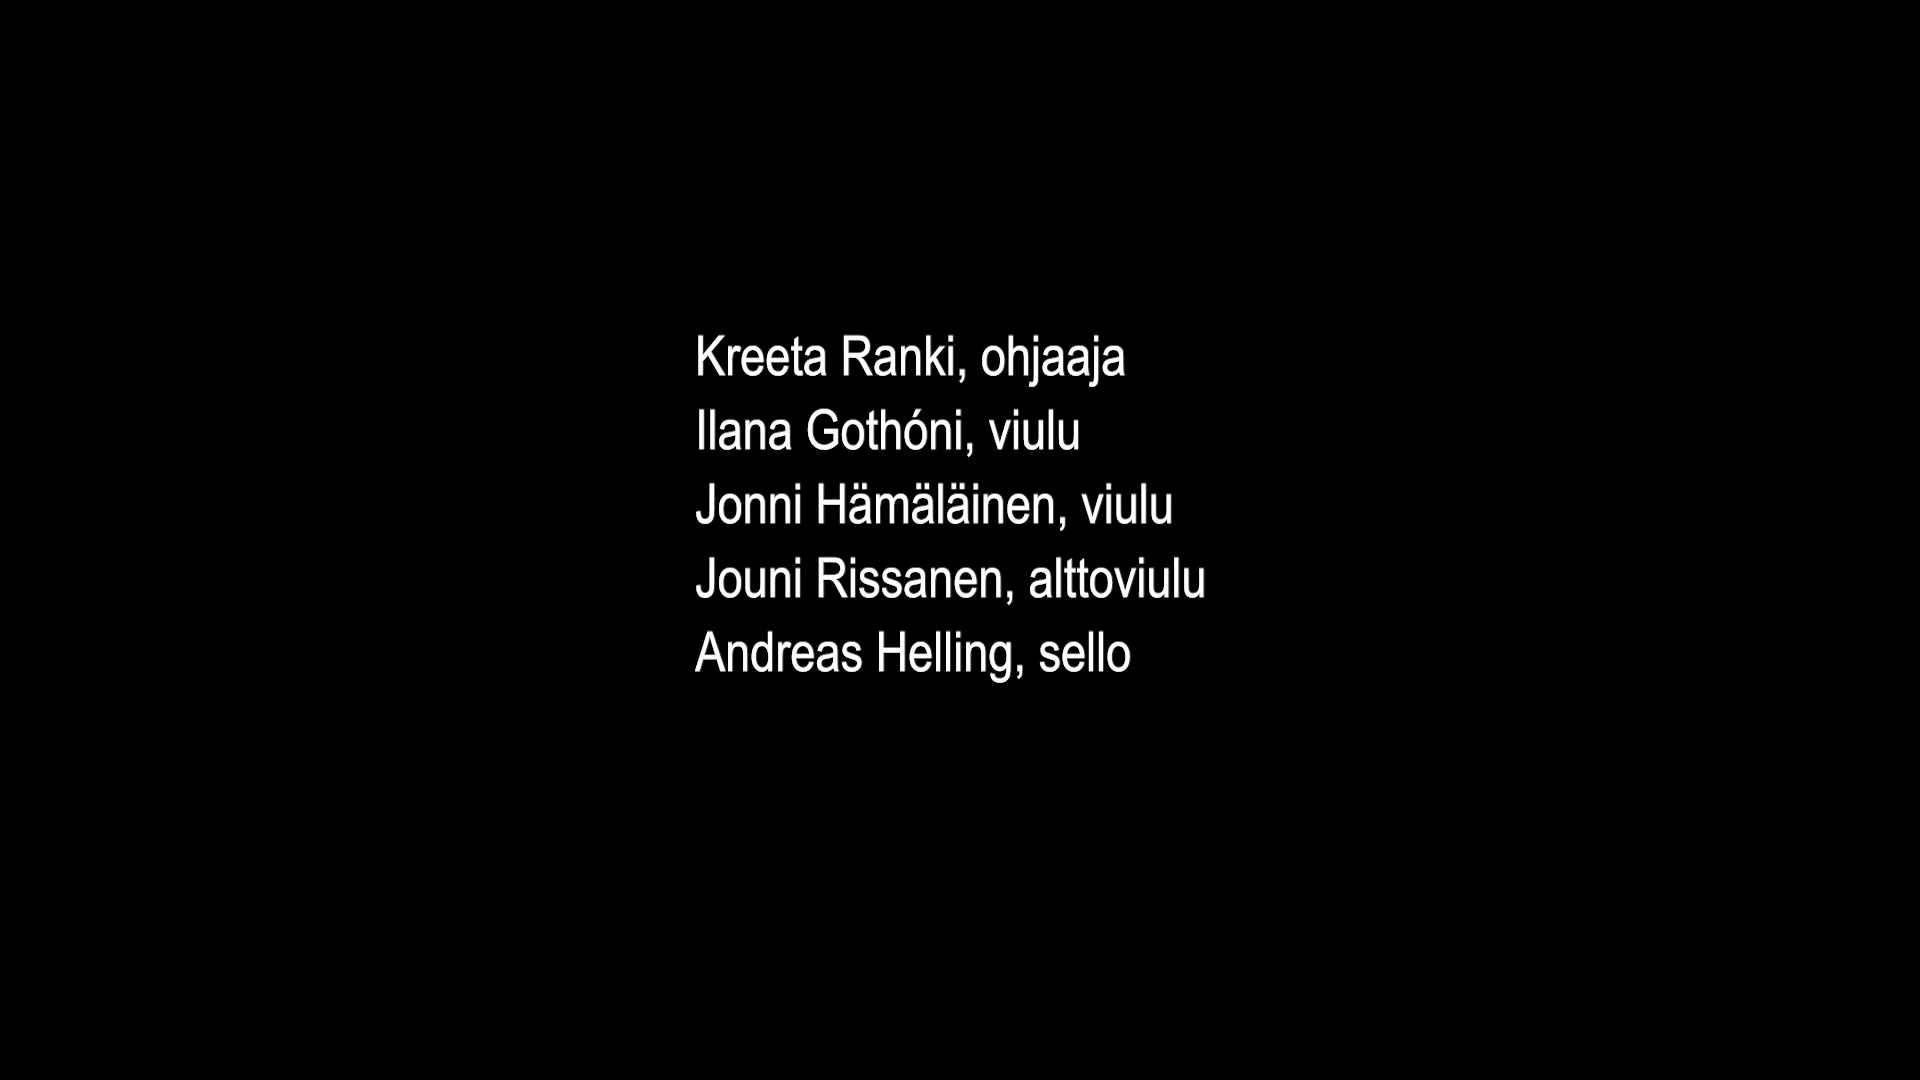 Kreeta Ranki, ohjaaja
Ilana Gothóni, viulu
Jonni Hämäläinen, viulu
Jouni Rissanen, alttoviulu
Andreas Helling, sello